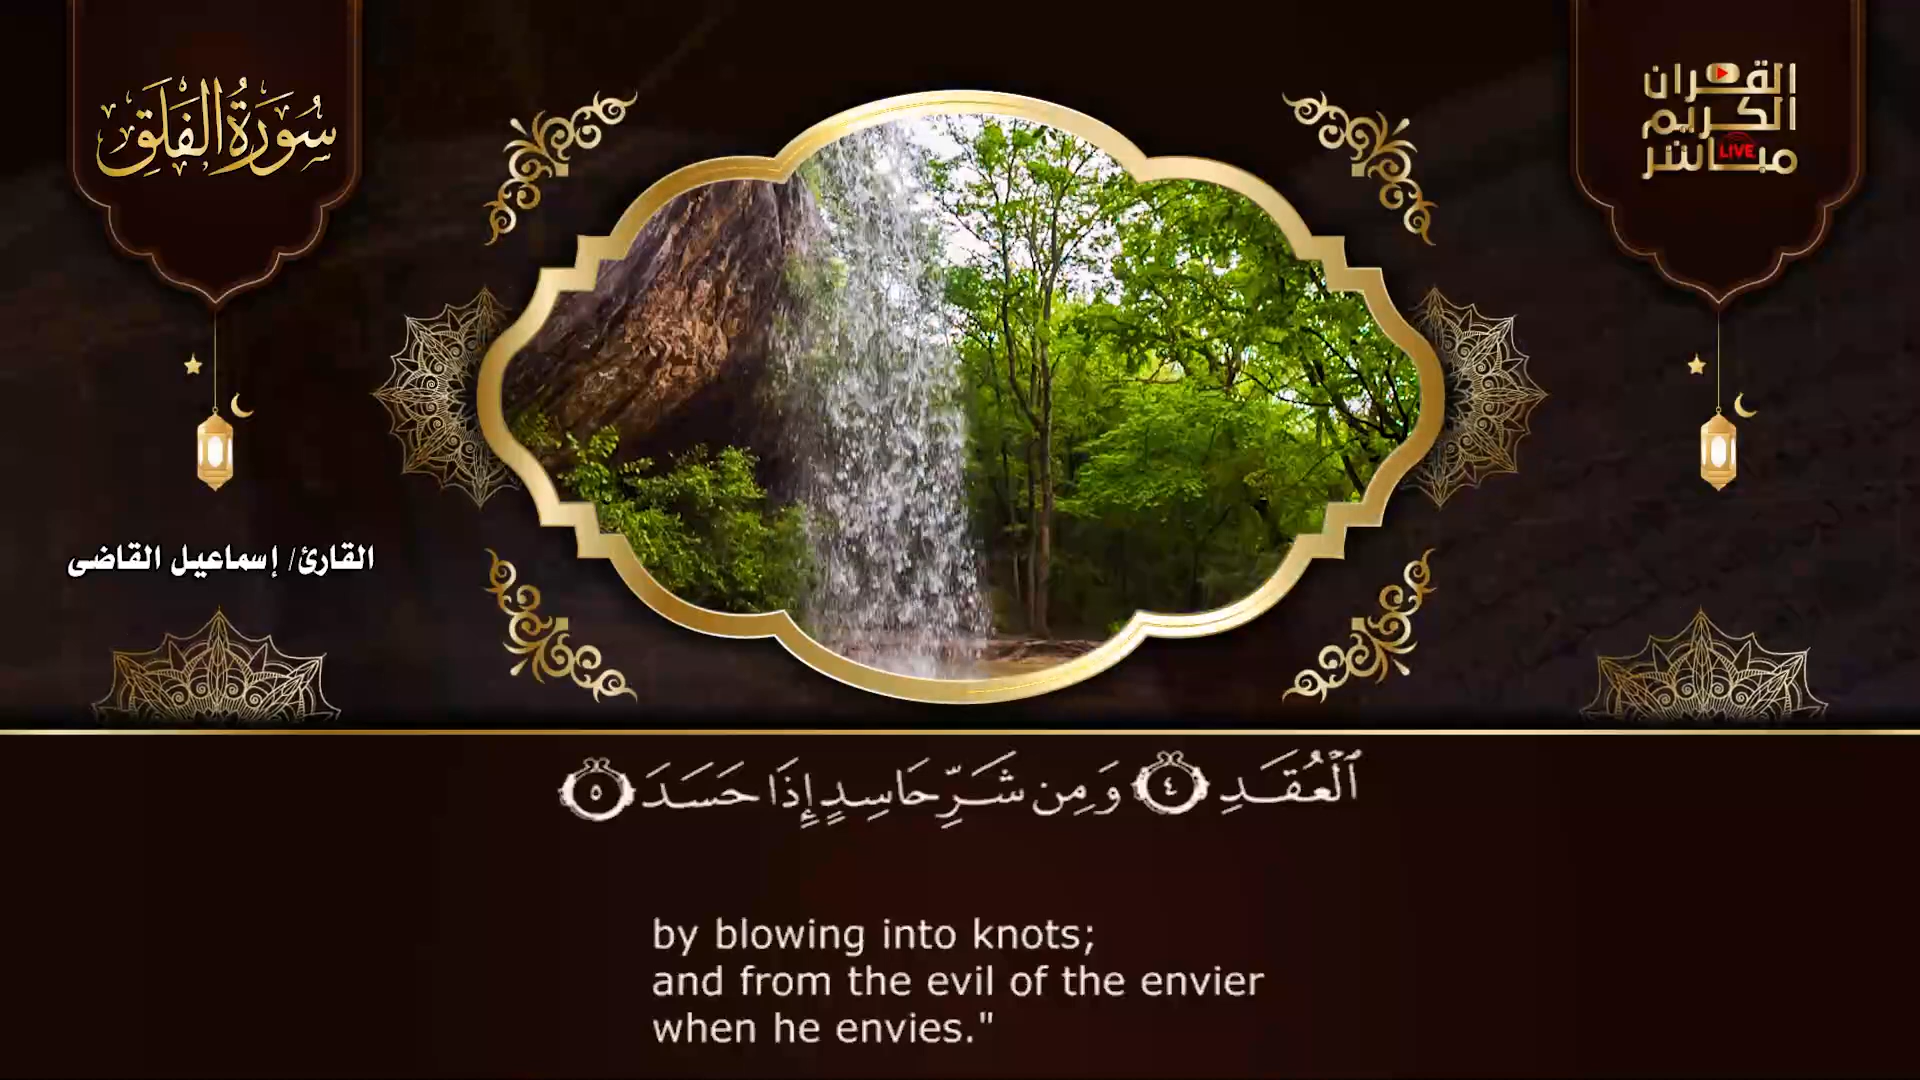 سُورَةُ الفَلَقِ
القرآن
الكريم
مباشر
LIVE
القارئ/ إسماعيل القاضى
ٱلْعُقَدِ ٤ وَمِن شَرِّ حَاسِدٍ إِذَا حَسَدَ ٥
by blowing into knots;
and from the evil of the envier
when he envies."